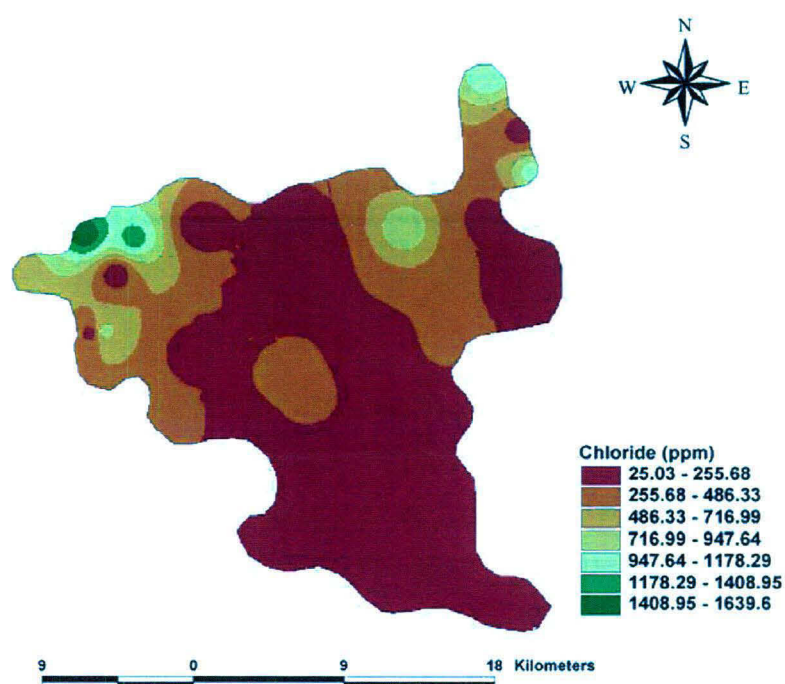 N
W E
S
Chloride (ppm)
25.03 - 255.68
255.68 - 486.33
486.33 - 716.99
716.99 - 947.64
947.64 - 1178.29
1178.29 - 1408.95
1408.95 - 1639.6
9 0 9 18 Kilometers